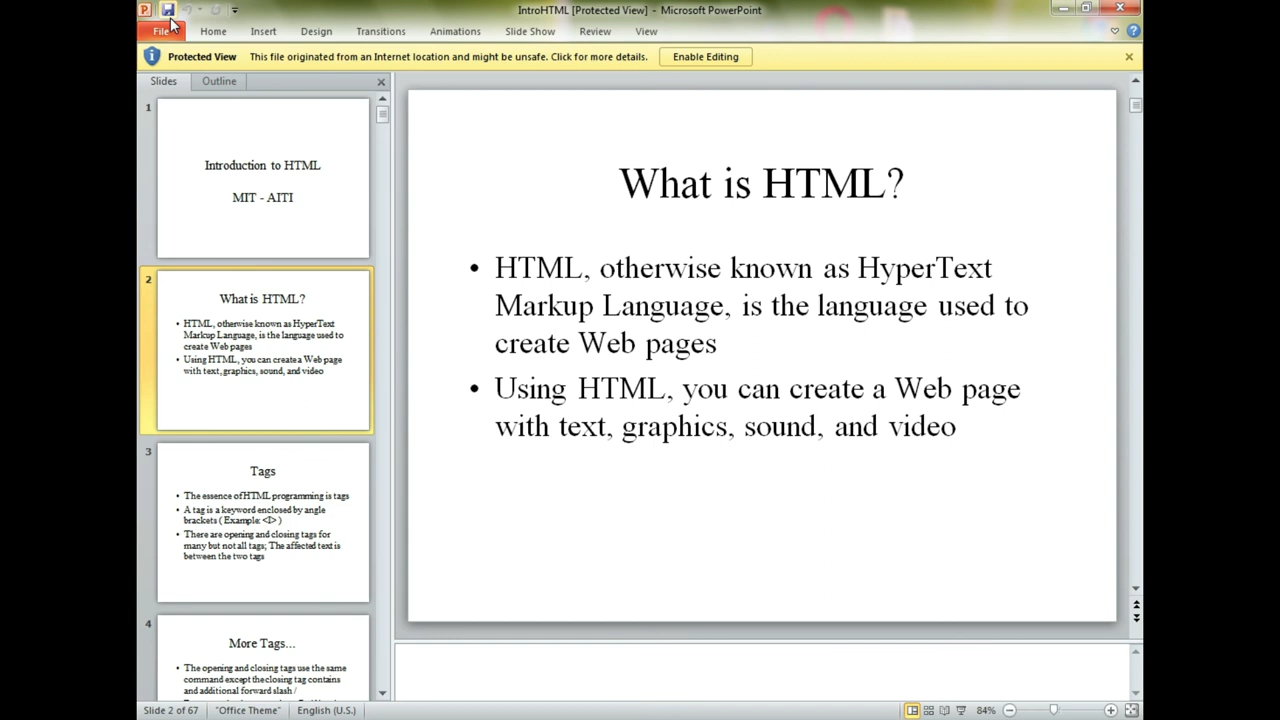 IntroHTML [Protected View] - Microsoft PowerPoint
File Home Insert Design Transitions Animations Slide Show Review View
Protected View This file originated from an Internet location and might be unsafe. Click for more details. Enable Editing
Slides Outline
1
Introduction to HTML
MIT - AITI
2
What is HTML?
• HTML, otherwise known as HyperText
Markup Language, is the language used to
create Web pages
• Using HTML, you can create a Web page
with text, graphics, sound, and video
3
Tags
• The essence of HTML programming is tags
• A tag is a keyword enclosed by angle
brackets ( Example: <I> )
• There are opening and closing tags for
many but not all tags; The affected text is
between the two tags
4
More Tags...
• The opening and closing tags use the same
command except the closing tag contains
and additional forward slash /
What is HTML?
• HTML, otherwise known as HyperText
Markup Language, is the language used to
create Web pages
• Using HTML, you can create a Web page
with text, graphics, sound, and video
Slide 2 of 67 "Office Theme" English (U.S.) 84%